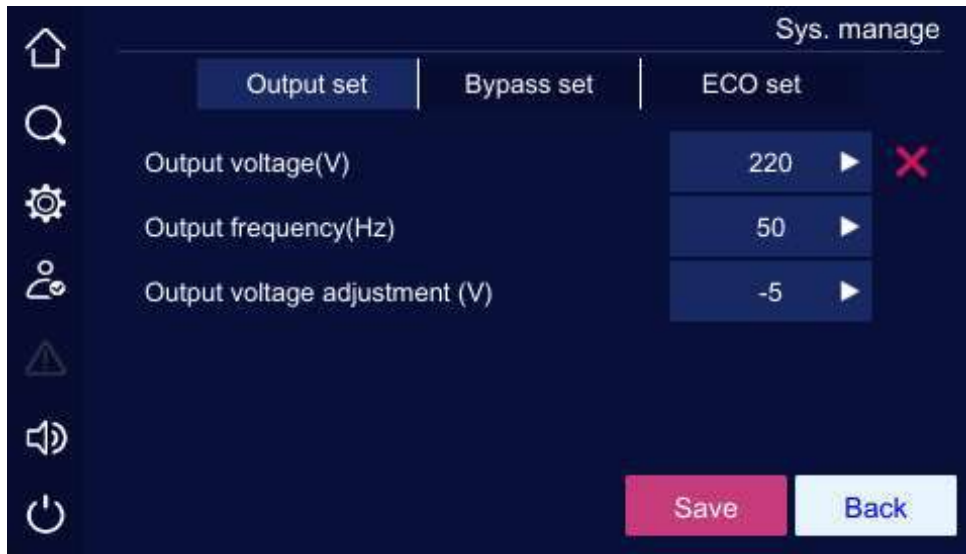 Sys. manage
Output set Bypass set ECO set
Output voltage(V) 220
Output frequency(Hz) 50
Output voltage adjustment (V) -5
Save Back